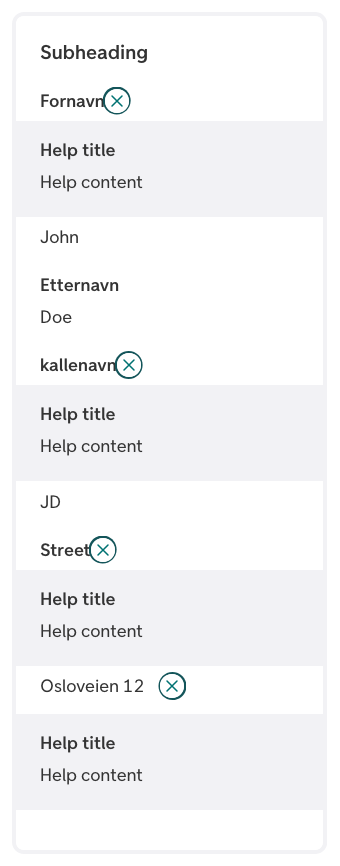 Subheading
Fornavn
Help title
Help content
John
Etternavn
Doe
kallenavn
Help title
Help content
JD
Street
Help title
Help content
Osloveien 12
Help title
Help content